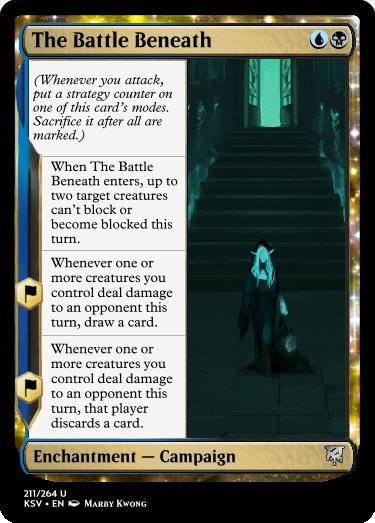 The Battle Beneath
(Whenever you attack,
put a strategy counter on
one of this card's modes.
Sacrifice it after all are
marked.)
When The Battle
Beneath enters, up to
two target creatures
can't block or
become blocked this
turn.
Whenever one or
more creatures you
control deal damage
to an opponent this
turn, draw a card.
Whenever one or
more creatures you
control deal damage
to an opponent this
turn, that player
discards a card.
Enchantment — Campaign
211/264 U
KSV • EN Marby Kwong